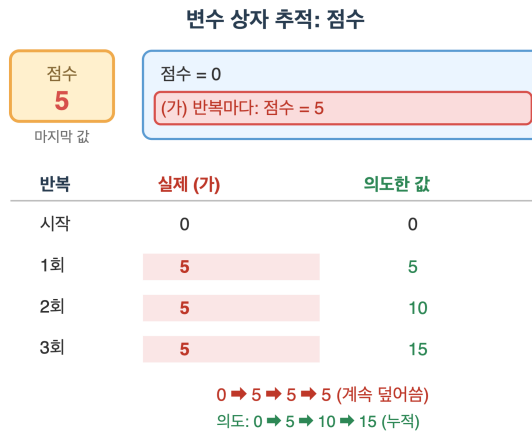 변수 상자 추적: 점수
점수
5
마지막 값
점수 = 0
(가) 반복마다: 점수 = 5
반복 실제 (가) 의도한 값
시작 0 0
1회 5 5
2회 5 10
3회 5 15
0 ➡ 5 ➡ 5 ➡ 5 (계속 덮어씀)
의도: 0 ➡ 5 ➡ 10 ➡ 15 (누적)